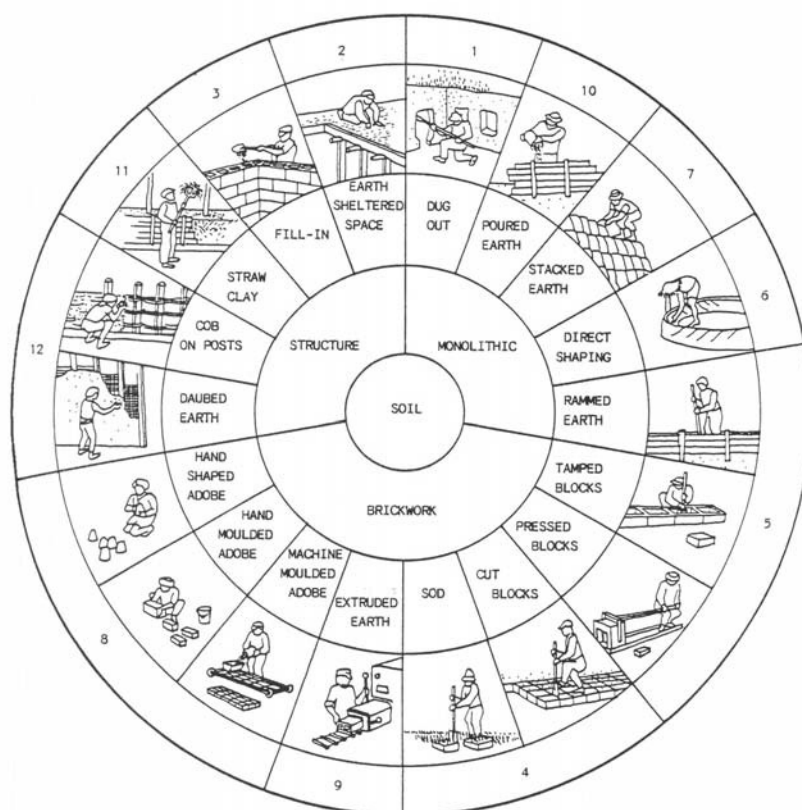 2
1
3
10
11
7
EARTH
SHELTERED
SPACE
DUG
OUT
FILL-IN
POURED
EARTH
STRAW
CLAY
STACKED
EARTH
6
COB
ON POSTS
STRUCTURE
MONOLITHIC
DIRECT
SHAPING
12
DAUBED
EARTH
SOIL
RAMMED
EARTH
HAND
SHAPED
ADOBE
TAMPED
BLOCKS
BRICKWORK
5
HAND
MOULDED
ADOBE
PRESSED
BLOCKS
MACHINE
MOULDED
ADOBE
EXTRUDED
EARTH
SOD
CUT
BLOCKS
8
9
4